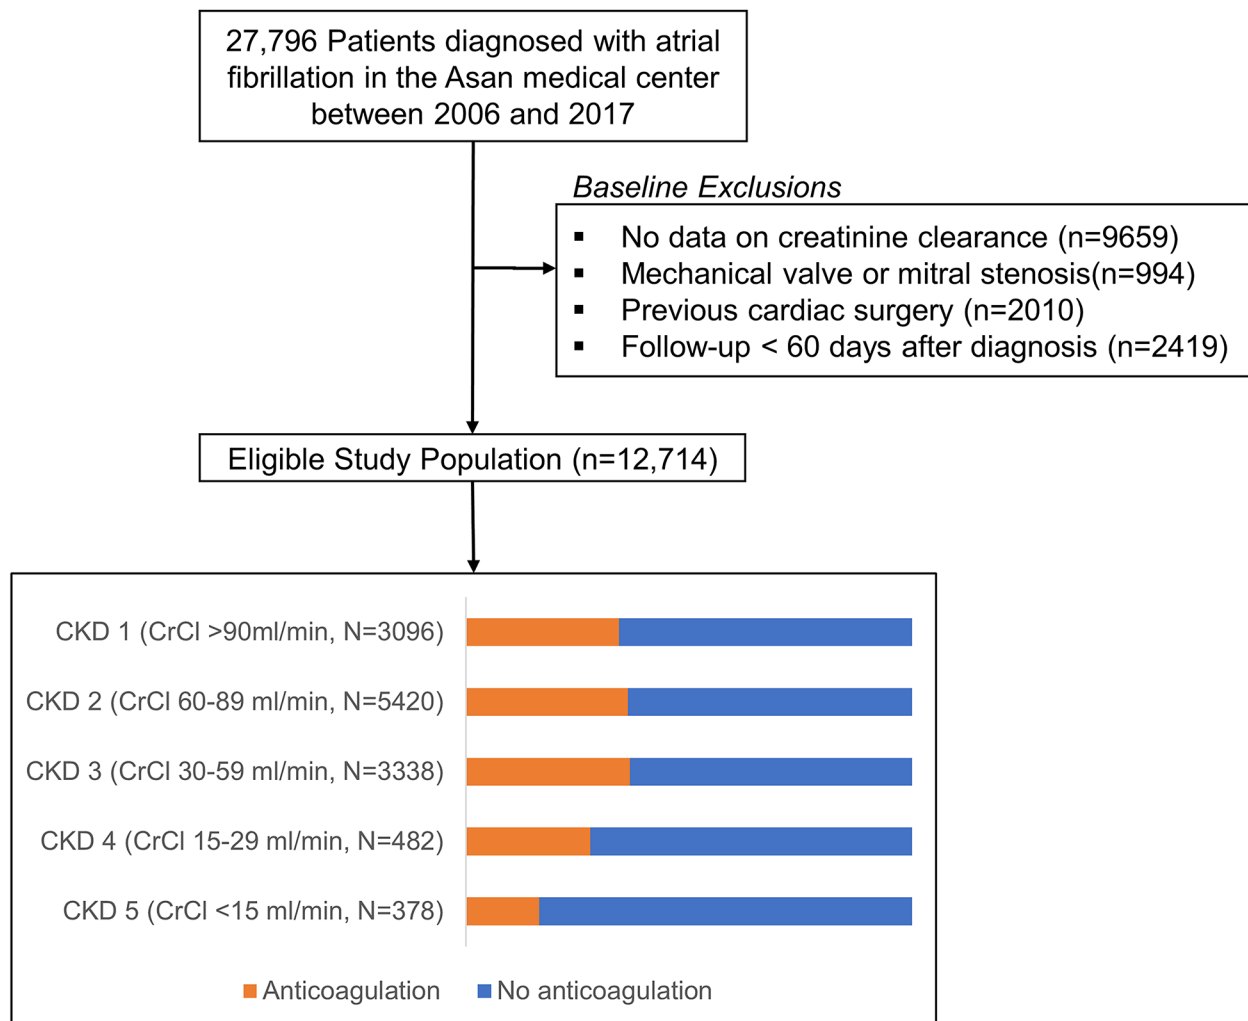 27,796 Patients diagnosed with atrial
fibrillation in the Asan medical center
between 2006 and 2017
Baseline Exclusions
▪ No data on creatinine clearance (n=9659)
▪ Mechanical valve or mitral stenosis(n=994)
▪ Previous cardiac surgery (n=2010)
▪ Follow-up < 60 days after diagnosis (n=2419)
Eligible Study Population (n=12,714)
CKD 1 (CrCl >90ml/min, N=3096)
CKD 2 (CrCl 60-89 ml/min, N=5420)
CKD 3 (CrCl 30-59 ml/min, N=3338)
CKD 4 (CrCl 15-29 ml/min, N=482)
CKD 5 (CrCl <15 ml/min, N=378)
Anticoagulation No anticoagulation